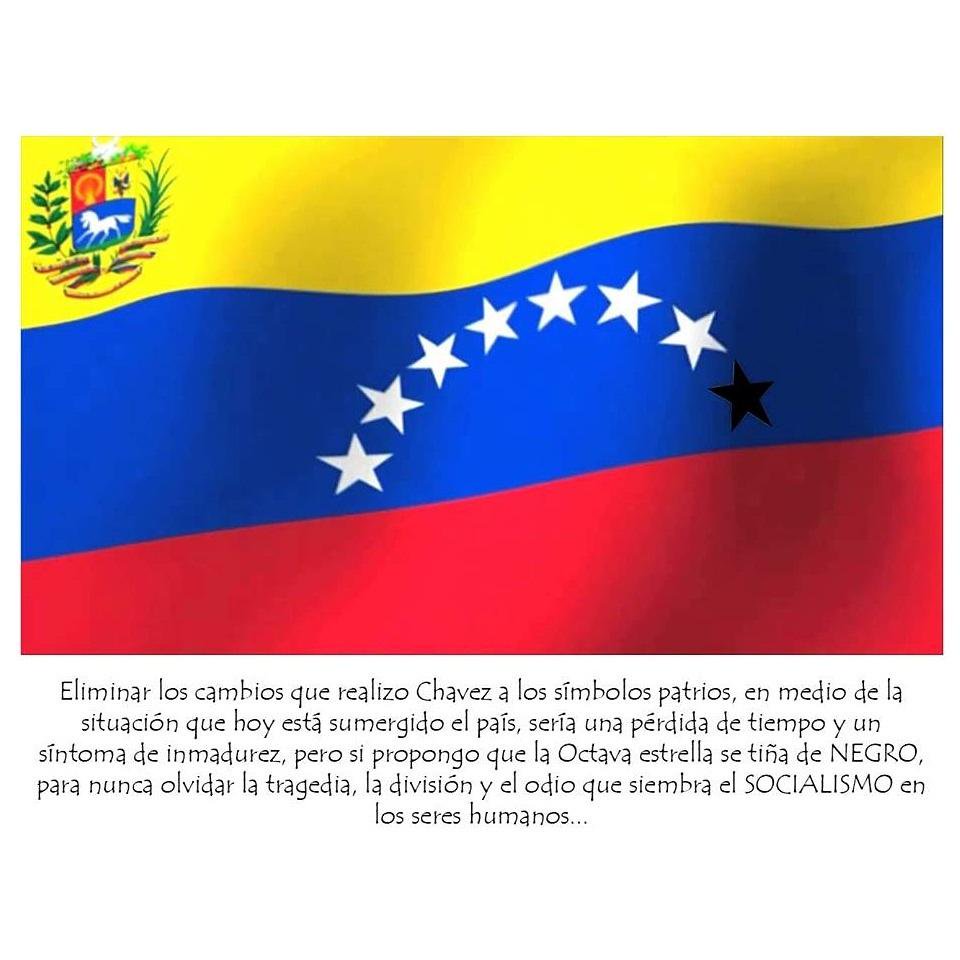 Eliminar los cambios que realizo Chavez a los símbolos patrios, en medio de la
situación que hoy está sumergido el país, sería una pérdida de tiempo y un
síntoma de inmadurez, pero si propongo que la Octava estrella se tiña de NEGRO,
para nunca olvidar la tragedia, la división y el odio que siembra el SOCIALISMO en
los seres humanos...